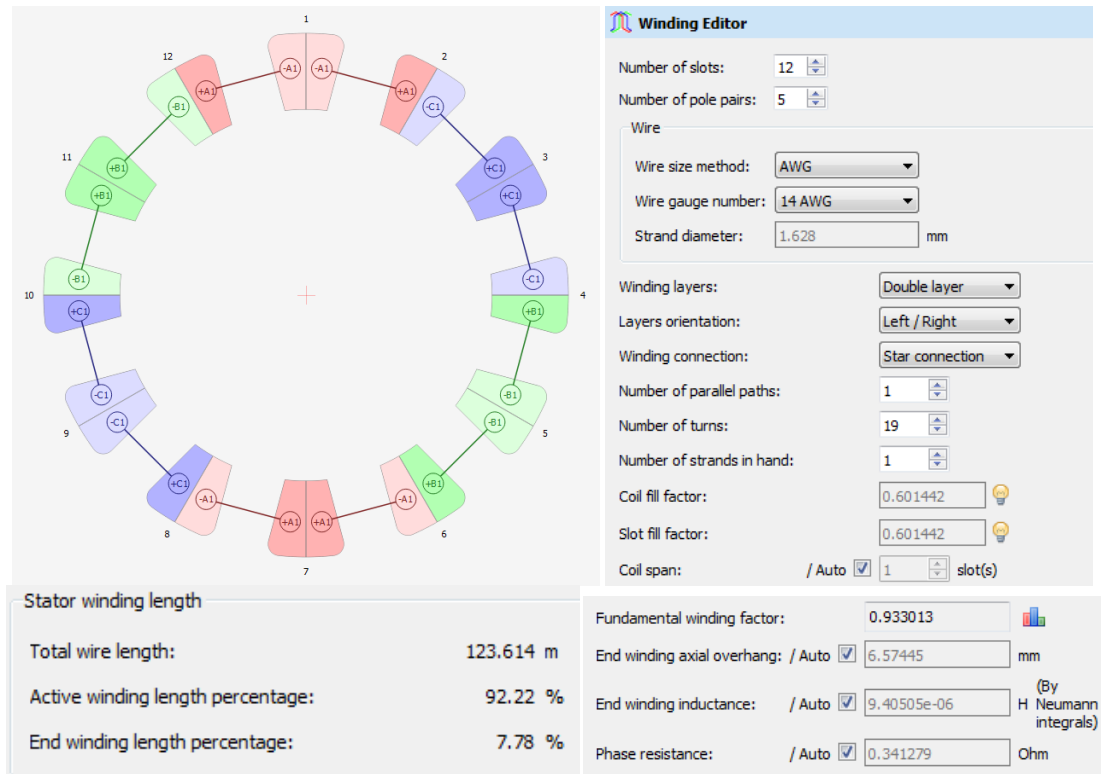 1
12
-A1 -A1
2
+A1
+A1
-B1
-C1
11
3
+B1
+C1
+B1
+C1
10
-B1
-C1
4
+C1
+B1
-C1
-B1
9
-C1
-B1
5
+C1
+B1
-A1
-A1
8
+A1 +A1
6
7
Winding Editor
Number of slots: 12
Number of pole pairs: 5
Wire
Wire size method: AWG
Wire gauge number: 14 AWG
Strand diameter: 1.628 mm
Winding layers: Double layer
Layers orientation: Left / Right
Winding connection: Star connection
Number of parallel paths: 1
Number of turns: 19
Number of strands in hand: 1
Coil fill factor: 0.601442
Slot fill factor: 0.601442
Coil span: / Auto 1 slot(s)
Stator winding length
Total wire length: 123.614 m
Active winding length percentage: 92.22 %
End winding length percentage: 7.78 %
Fundamental winding factor: 0.933013
End winding axial overhang: / Auto 6.57445 mm
End winding inductance: / Auto 9.40505e-06 H (By Neumann integrals)
Phase resistance: / Auto 0.341279 Ohm